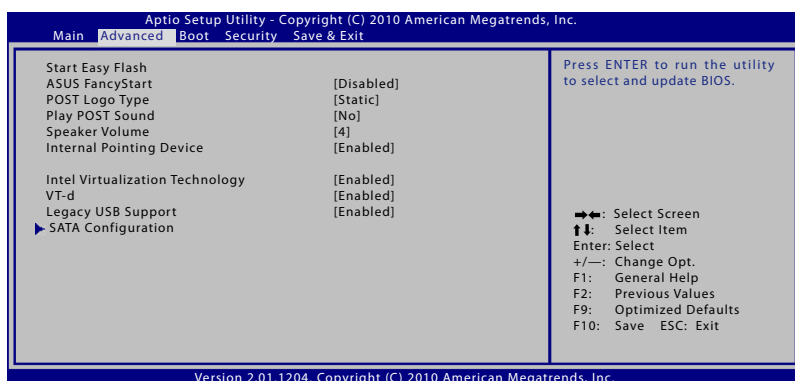 Aptio Setup Utility - Copyright (C) 2010 American Megatrends, Inc.
Main Advanced Boot Security Save & Exit
Start Easy Flash
ASUS FancyStart [Disabled]
POST Logo Type [Static]
Play POST Sound [No]
Speaker Volume [4]
Internal Pointing Device [Enabled]
Intel Virtualization Technology [Enabled]
VT-d [Enabled]
Legacy USB Support [Enabled]
SATA Configuration
Press ENTER to run the utility
to select and update BIOS.
→←: Select Screen
↑↓: Select Item
Enter: Select
+/—: Change Opt.
F1: General Help
F2: Previous Values
F9: Optimized Defaults
F10: Save ESC: Exit
Version 2.01.1204. Copyright (C) 2010 American Megatrends, Inc.